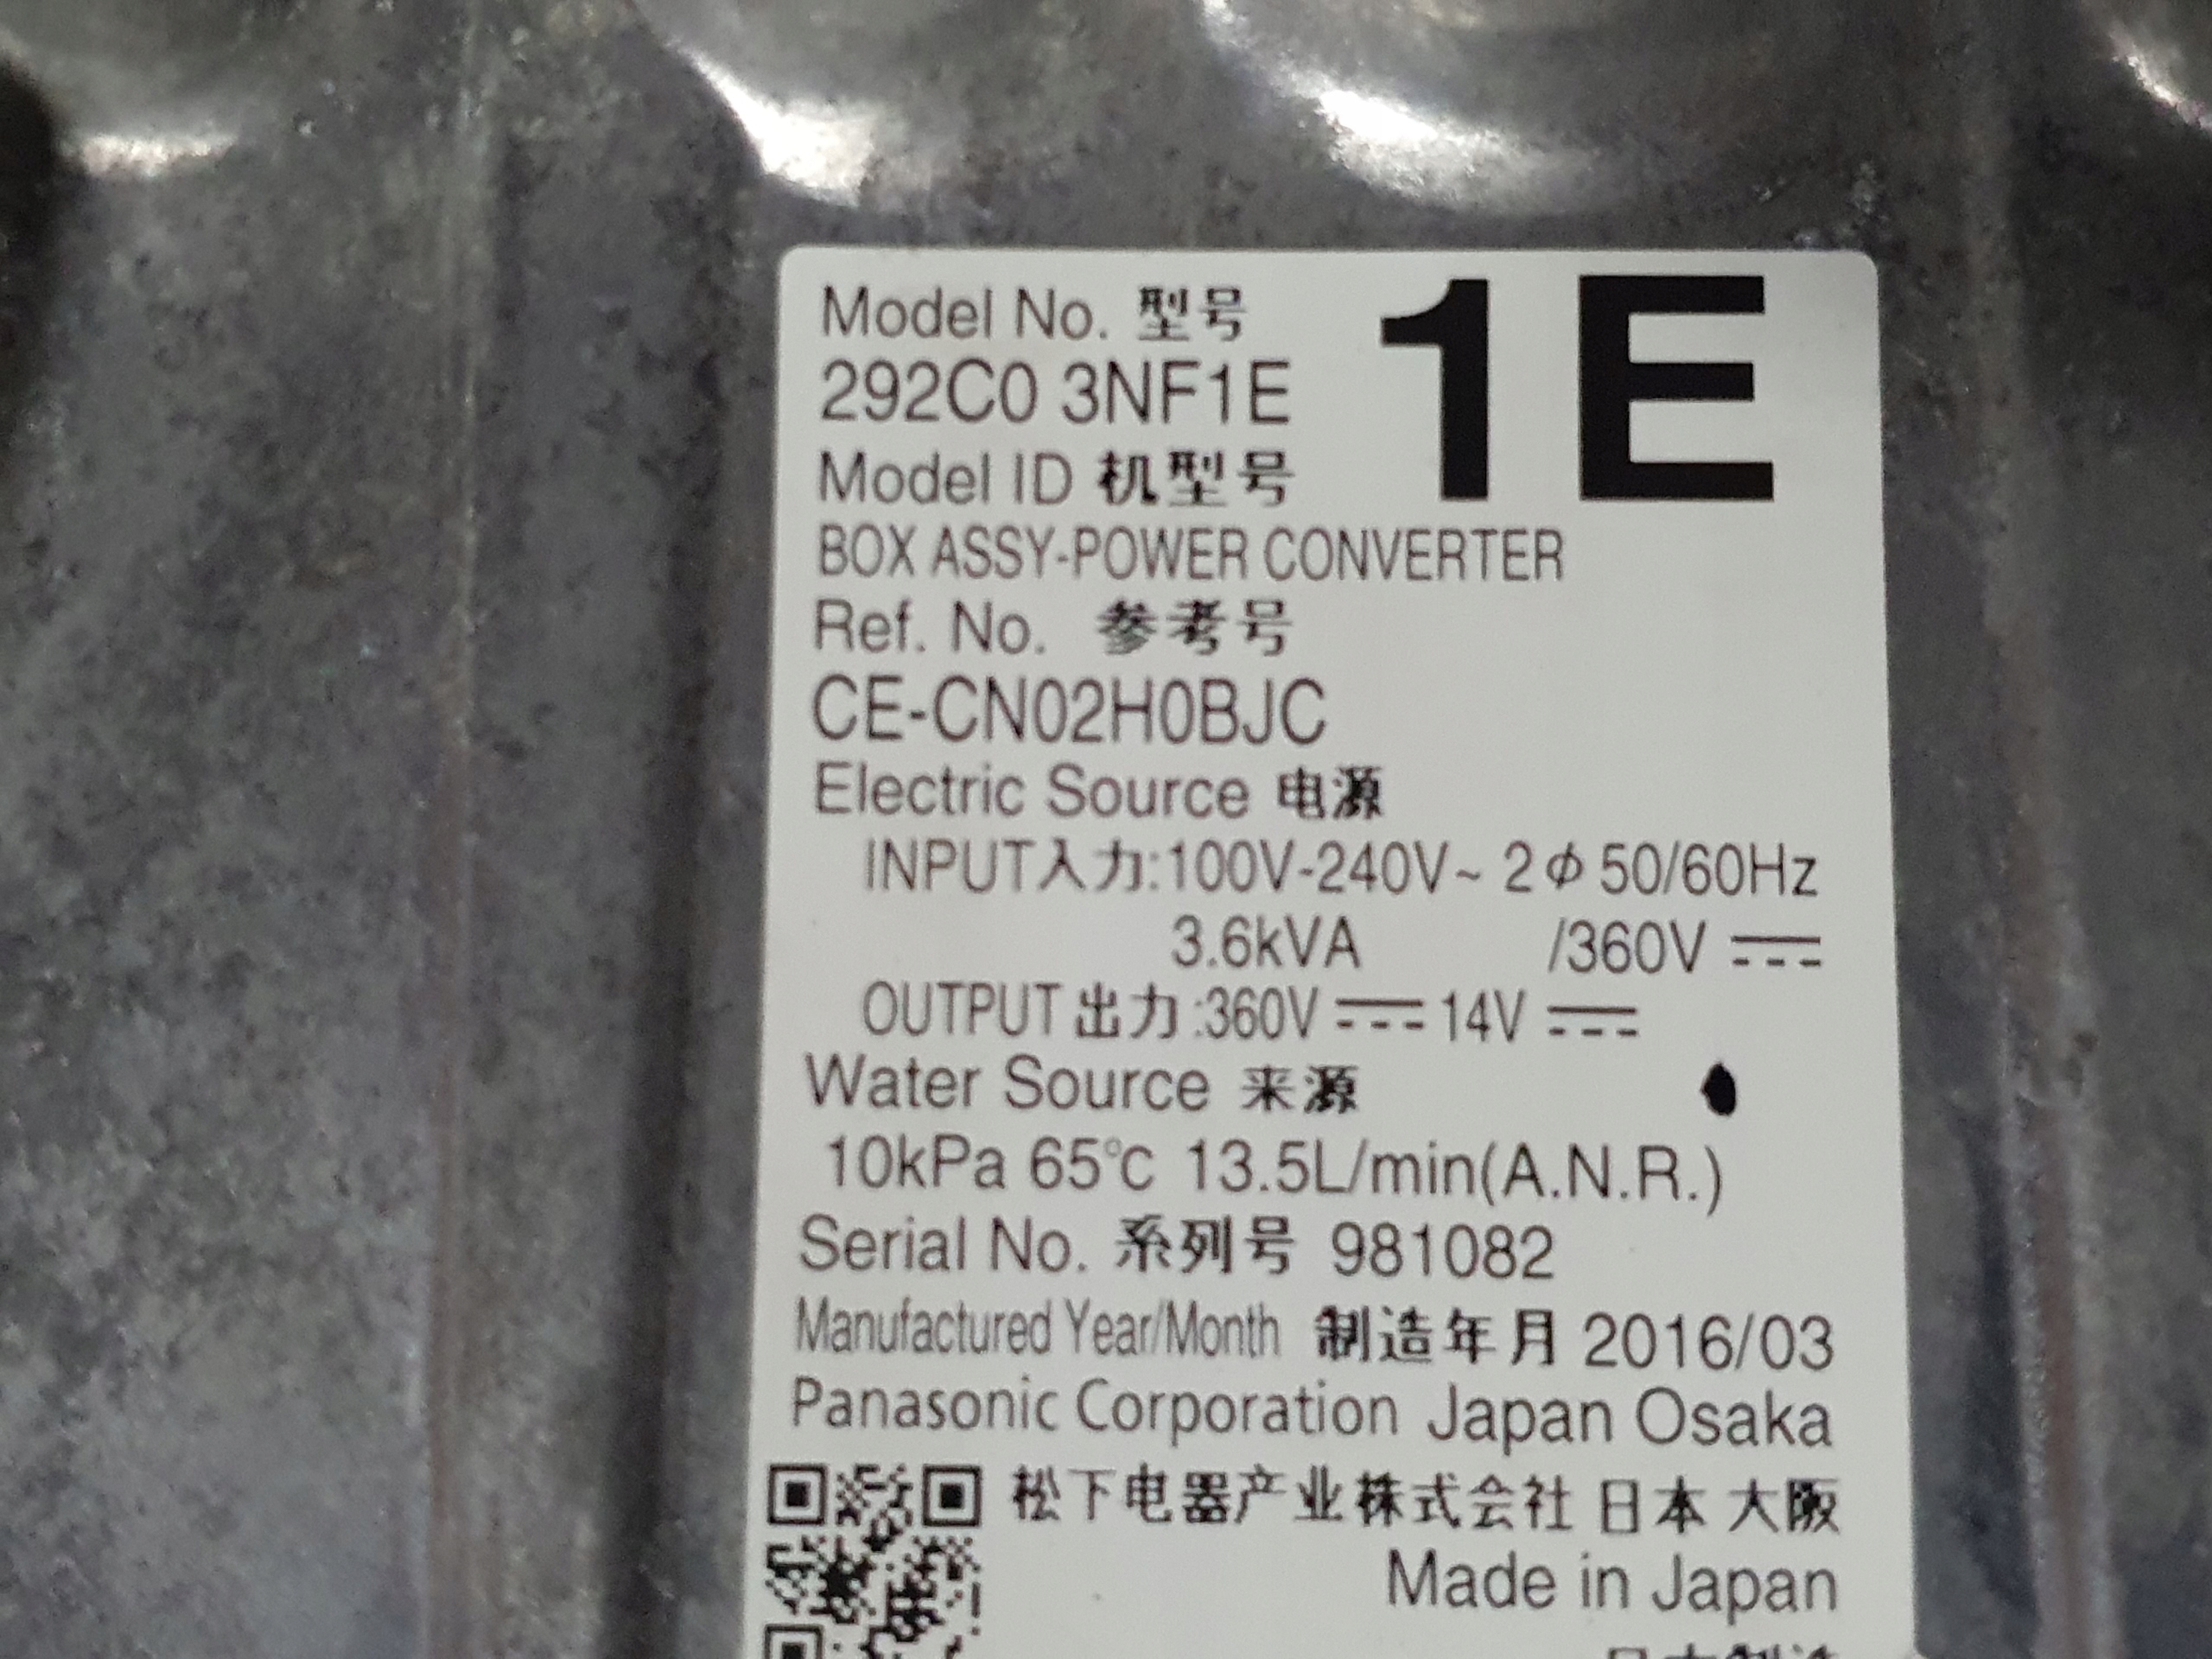 Model No. 型号
1E
292C0 3NF1E
Model ID 机型号
BOX ASSY-POWER CONVERTER
Ref. No. 参考号
CE-CN02H0BJC
Electric Source 电源
INPUT入力:100V-240V~ 2Φ 50/60Hz
3.6kVA /360V ⎓
OUTPUT 出力:360V ⎓ 14V ⎓
Water Source 来源
10kPa 65℃ 13.5L/min(A.N.R.)
Serial No. 系列号 981082
Manufactured Year/Month 制造年月 2016/03
Panasonic Corporation Japan Osaka
松下电器产业株式会社 日本 大阪
Made in Japan